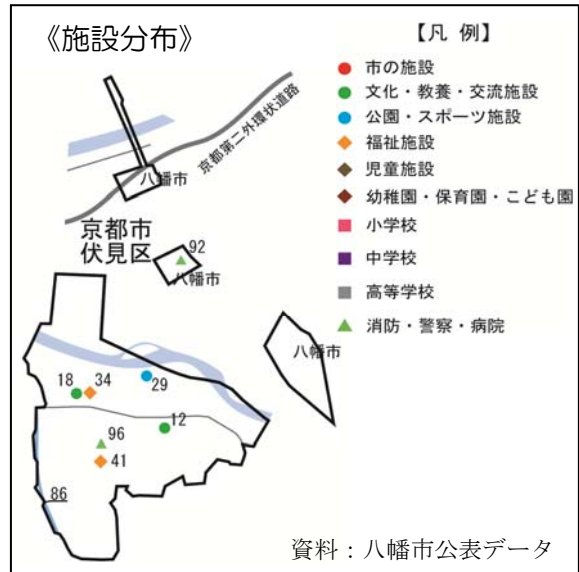 《施設分布》
【凡 例】
市の施設
文化・教養・交流施設
公園・スポーツ施設
福祉施設
児童施設
幼稚園・保育園・こども園
小学校
中学校
高等学校
消防・警察・病院
京都第二外環状道路
八幡市
京都市
伏見区
92
八幡市
八幡市
18
34
29
12
96
41
86
資料：八幡市公表データ